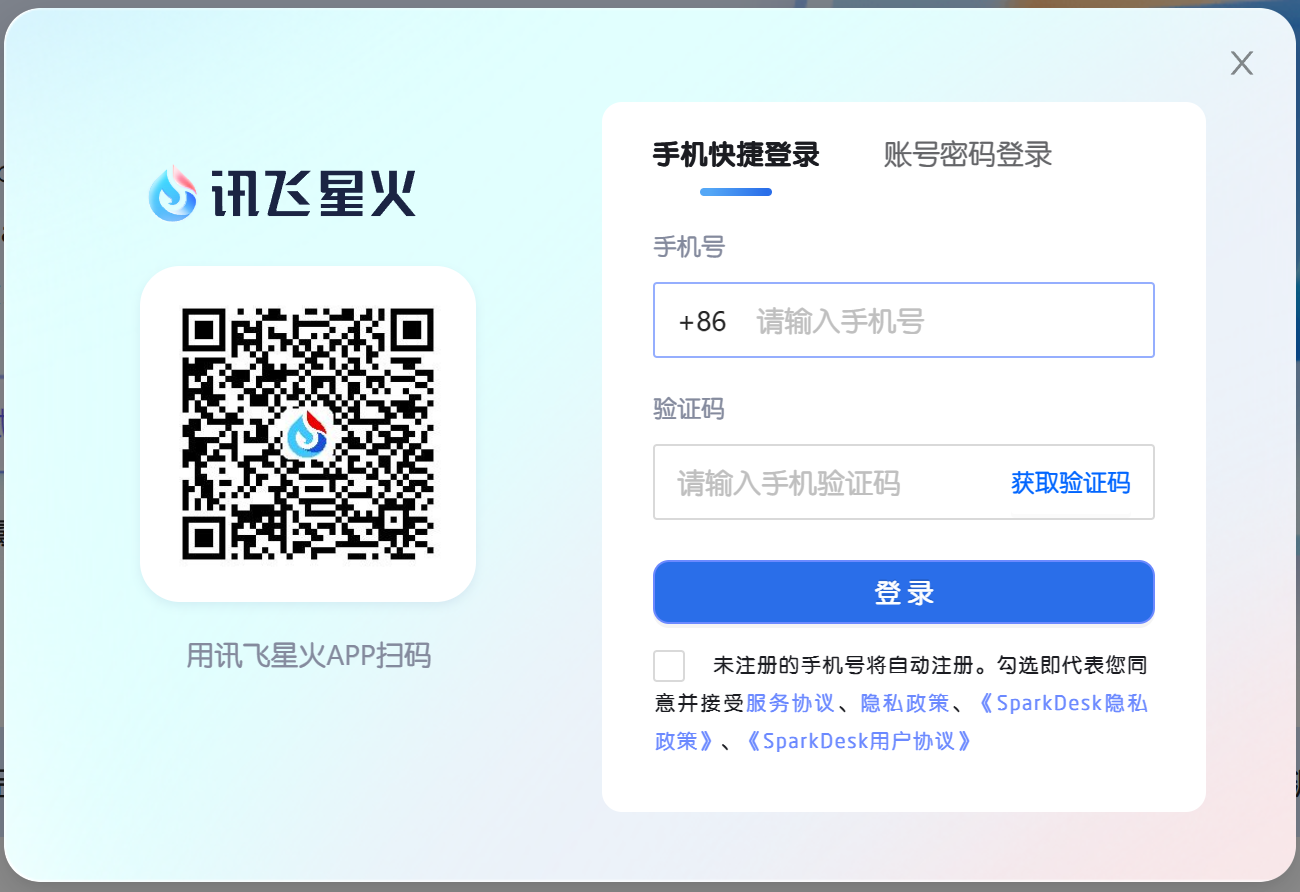 讯飞星火
用讯飞星火APP扫码
手机快捷登录
账号密码登录
手机号
+86 请输入手机号
验证码
请输入手机验证码 获取验证码
登录
未注册的手机号将自动注册。勾选即代表您同
意并接受服务协议、隐私政策、《SparkDesk隐私
政策》、《SparkDesk用户协议》